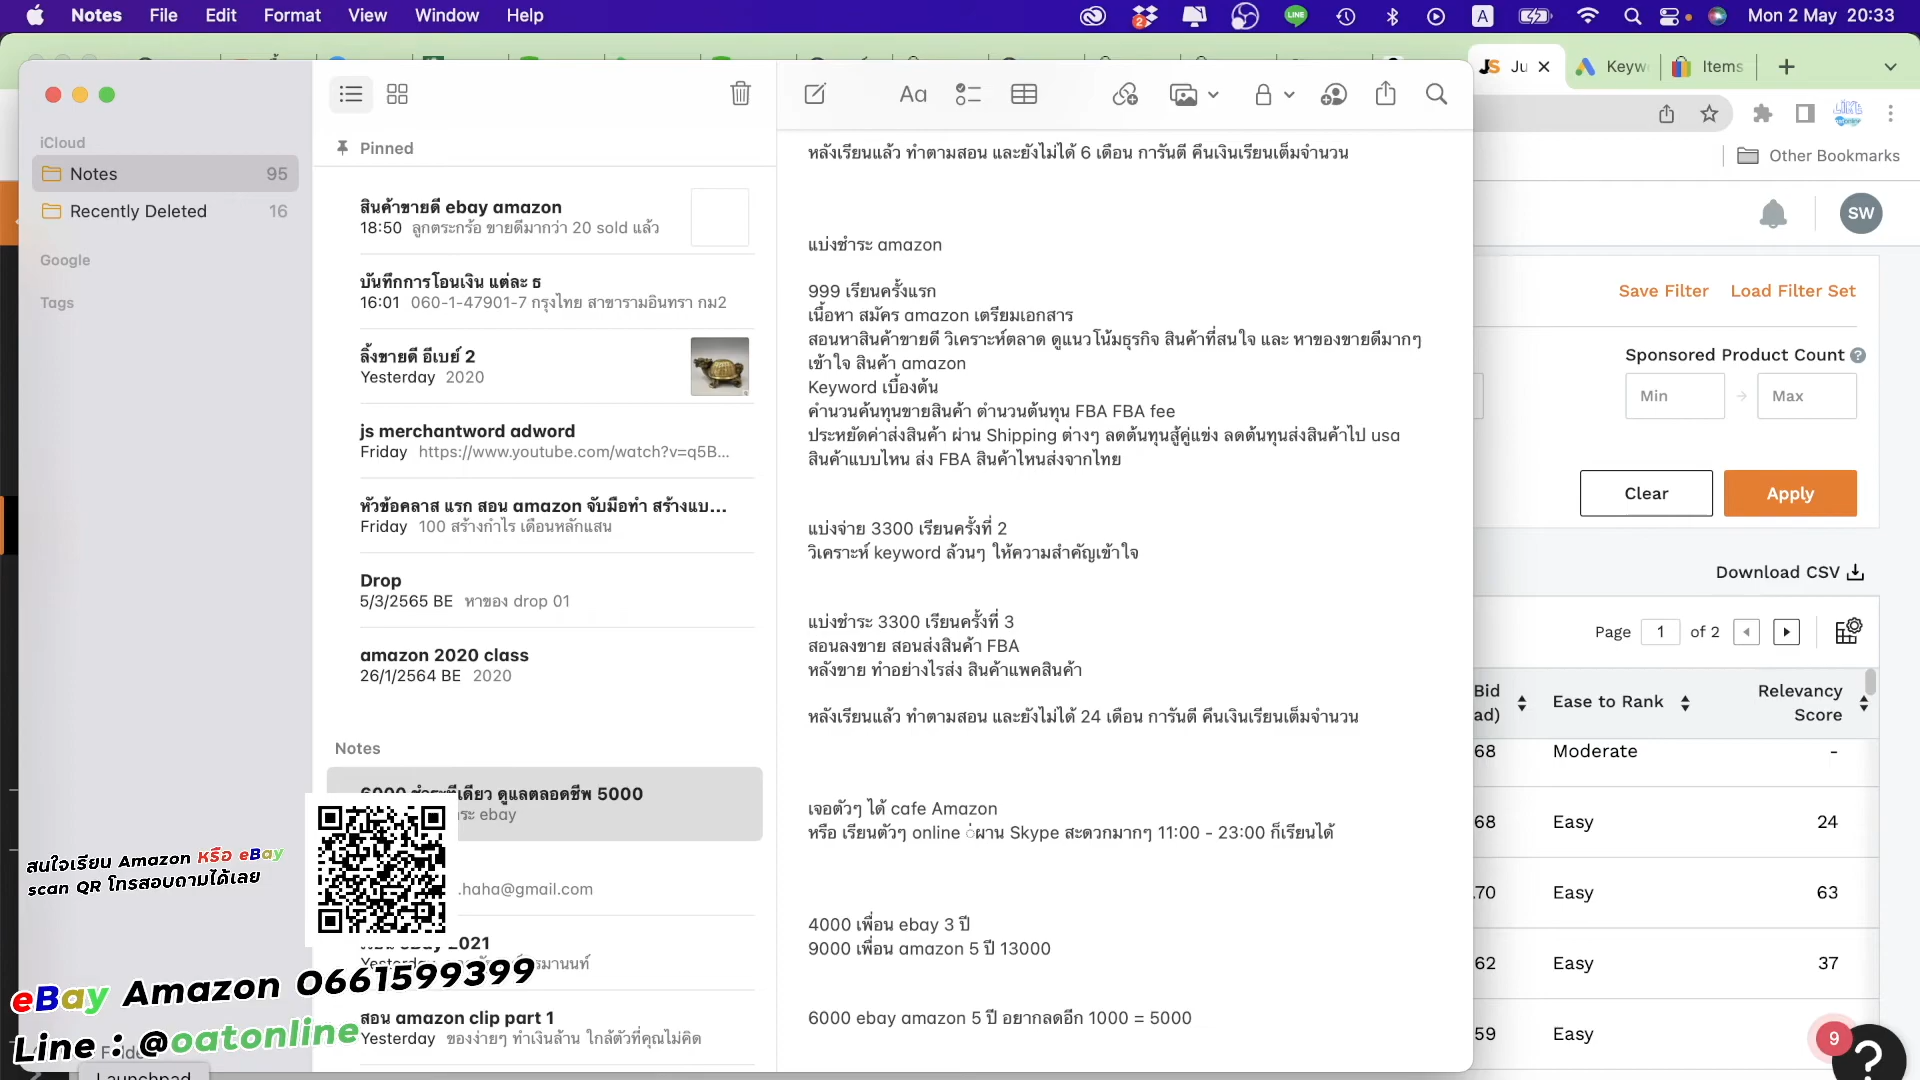 Notes File Edit Format View Window Help
Mon 2 May 20:33
Ju
Keyw
Items
Other Bookmarks
iCloud
Notes 95
Recently Deleted 16
Google
Tags
Pinned
สินค้าขายดี ebay amazon
18:50 ลูกตระกร้อ ขายดีมากว่า 20 sold แล้ว
บันทึกการโอนเงิน แต่ละ ธ
16:01 060-1-47901-7 กรุงไทย สาขารามอินทรา กม2
ลิ้งขายดี อีเบย์ 2
Yesterday 2020
js merchantword adword
Friday https://www.youtube.com/watch?v=q5B...
หัวข้อคลาส แรก สอน amazon จับมือทำ สร้างแบ...
Friday 100 สร้างกำไร เดือนหลักแสน
Drop
5/3/2565 BE หาของ drop 01
amazon 2020 class
26/1/2564 BE 2020
Notes
6000 ชำระทีเดียว ดูแลตลอดชีพ 5000
ระ ebay
.haha@gmail.com
เรียน eBay 2021
Yesterday
สอน amazon clip part 1
Yesterday ของง่ายๆ ทำเงินล้าน ใกล้ตัวที่คุณไม่คิด
หลังเรียนแล้ว ทำตามสอน และยังไม่ได้ 6 เดือน การันตี คืนเงินเรียนเต็มจำนวน
แบ่งชำระ amazon
999 เรียนครั้งแรก
เนื้อหา สมัคร amazon เตรียมเอกสาร
สอนหาสินค้าขายดี วิเคราะห์ตลาด ดูแนวโน้มธุรกิจ สินค้าที่สนใจ และ หาของขายดีมากๆ
เข้าใจ สินค้า amazon
Keyword เบื้องต้น
คำนวนค้นทุนขายสินค้า ตำนวนต้นทุน FBA FBA fee
ประหยัดค่าส่งสินค้า ผ่าน Shipping ต่างๆ ลดต้นทุนสู้คู่แข่ง ลดต้นทุนส่งสินค้าไป usa
สินค้าแบบไหน ส่ง FBA สินค้าไหนส่งจากไทย
แบ่งจ่าย 3300 เรียนครั้งที่ 2
วิเคราะห์ keyword ล้วนๆ ให้ความสำคัญเข้าใจ
แบ่งชำระ 3300 เรียนครั้งที่ 3
สอนลงขาย สอนส่งสินค้า FBA
หลังขาย ทำอย่างไรส่ง สินค้าแพคสินค้า
หลังเรียนแล้ว ทำตามสอน และยังไม่ได้ 24 เดือน การันตี คืนเงินเรียนเต็มจำนวน
เจอตัวๆ ได้ cafe Amazon
หรือ เรียนตัวๆ online ่ผาน Skype สะดวกมากๆ 11:00 - 23:00 ก็เรียนได้
4000 เพื่อน ebay 3 ปี
9000 เพื่อน amazon 5 ปี 13000
6000 ebay amazon 5 ปี อยากลดอีก 1000 = 5000
SW
Save Filter Load Filter Set
Sponsored Product Count
Min Max
Clear Apply
Download CSV
Page 1 of 2
Bid
ad)
Ease to Rank
Relevancy
Score
68 Moderate -
68 Easy 24
.70 Easy 63
62 Easy 37
59 Easy
9
?
สนใจเรียน Amazon หรือ eBay
scan QR โทรสอบถามได้เลย
eBay Amazon 0661599399
Line : @oatonline
Launchpad